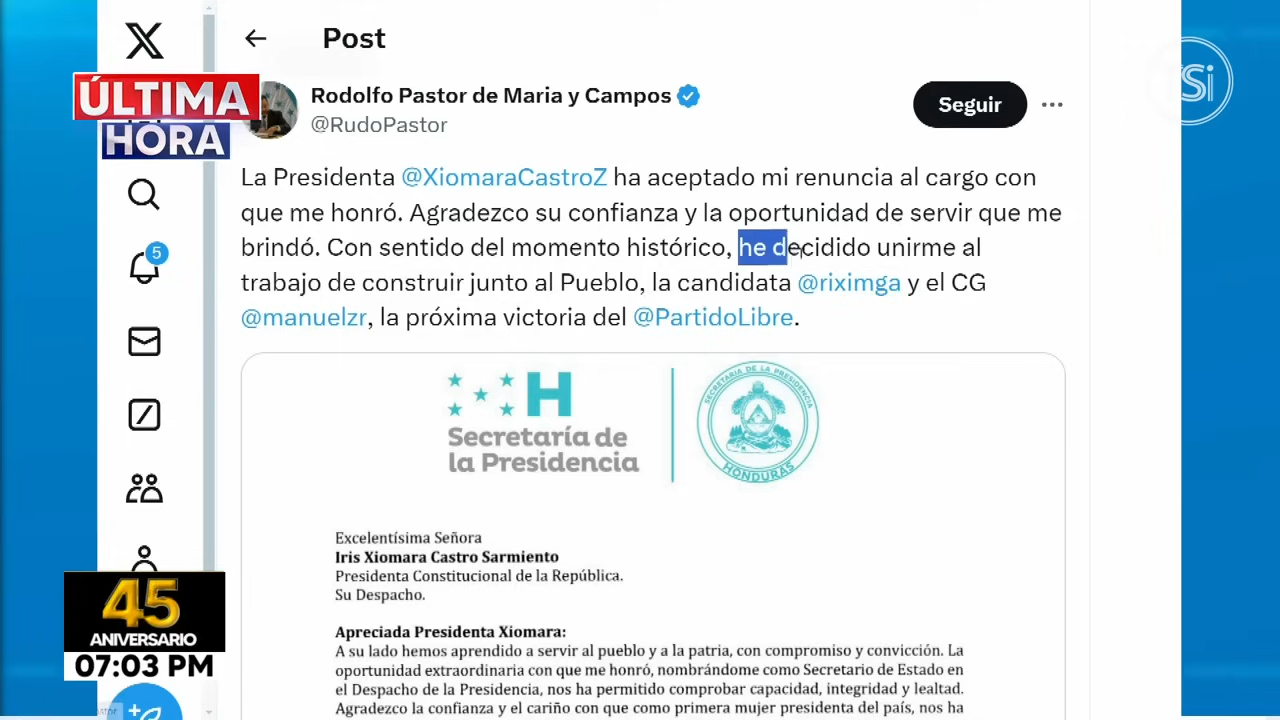 Post
ÚLTIMA
HORA
Rodolfo Pastor de Maria y Campos
@RudoPastor
Seguir
TSi
La Presidenta @XiomaraCastroZ ha aceptado mi renuncia al cargo con
que me honró. Agradezco su confianza y la oportunidad de servir que me
brindó. Con sentido del momento histórico, he decidido unirme al
trabajo de construir junto al Pueblo, la candidata @riximga y el CG
@manuelzr, la próxima victoria del @PartidoLibre.
5
H
Secretaría de
la Presidencia
SECRETARIA DE LA PRESIDENCIA
HONDURAS
Excelentísima Señora
Iris Xiomara Castro Sarmiento
Presidenta Constitucional de la República.
Su Despacho.
Apreciada Presidenta Xiomara:
A su lado hemos aprendido a servir al pueblo y a la patria, con compromiso y convicción. La
oportunidad extraordinaria con que me honró, nombrándome como Secretario de Estado en
el Despacho de la Presidencia, nos ha permitido comprobar capacidad, integridad y lealtad.
Agradezco la confianza y el cariño con que como primera mujer presidenta del país, nos ha
45
ANIVERSARIO
07:03 PM